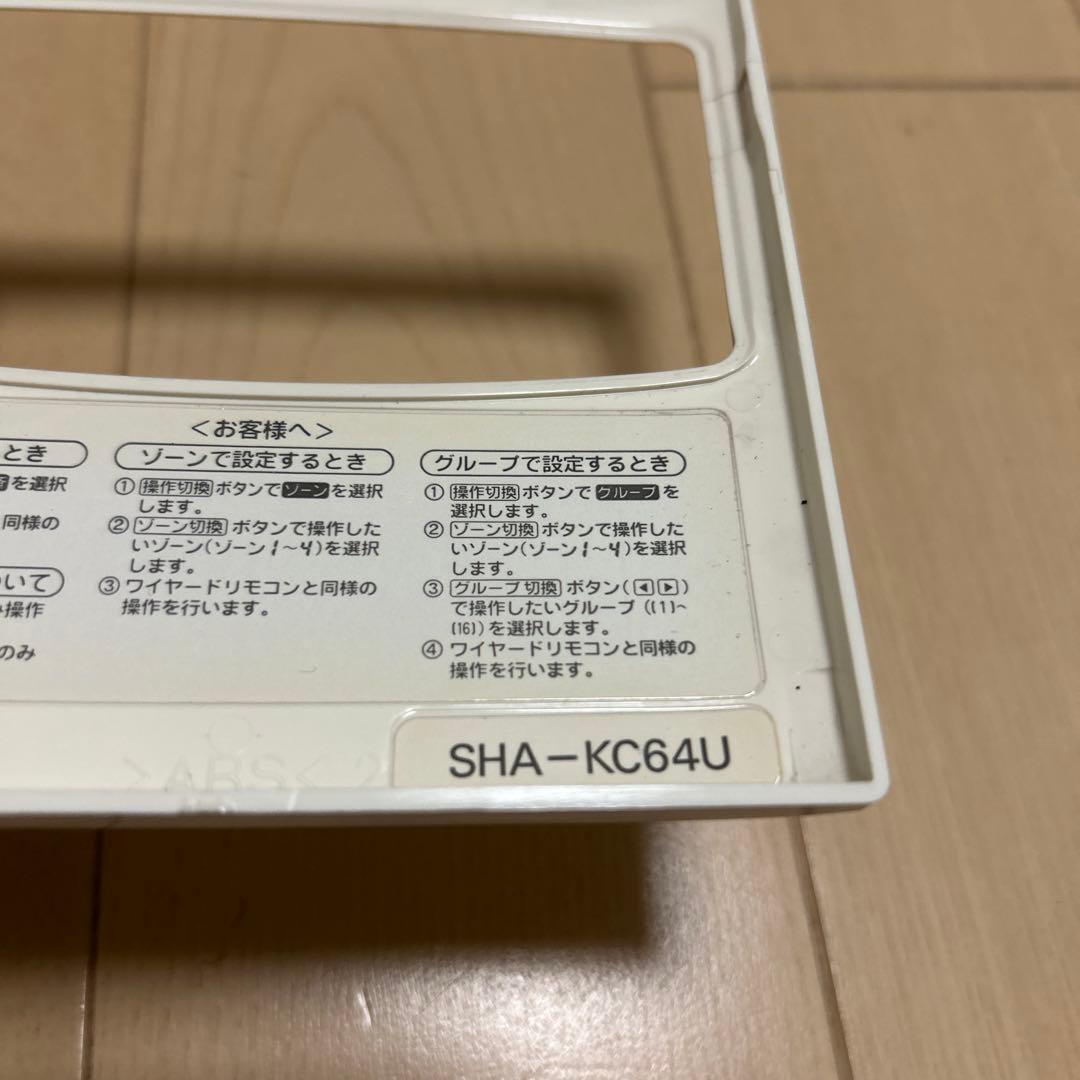 <お客様へ>
とき
を選択
同様の
いて
操作
のみ
ゾーンで設定するとき
① 操作切換 ボタンで ゾーン を選択
します。
② ゾーン切換 ボタンで操作した
いゾーン(ゾーン1~4)を選択
します。
③ ワイヤードリモコンと同様の
操作を行います。
グループで設定するとき
① 操作切換 ボタンで グループ を
選択します。
② ゾーン切換 ボタンで操作した
いゾーン(ゾーン1~4)を選択
します。
③ グループ切換 ボタン(◀▶)
で操作したいグループ((1)~
(16))を選択します。
④ ワイヤードリモコンと同様の
操作を行います。
>ABS< 2
SHA-KC64U